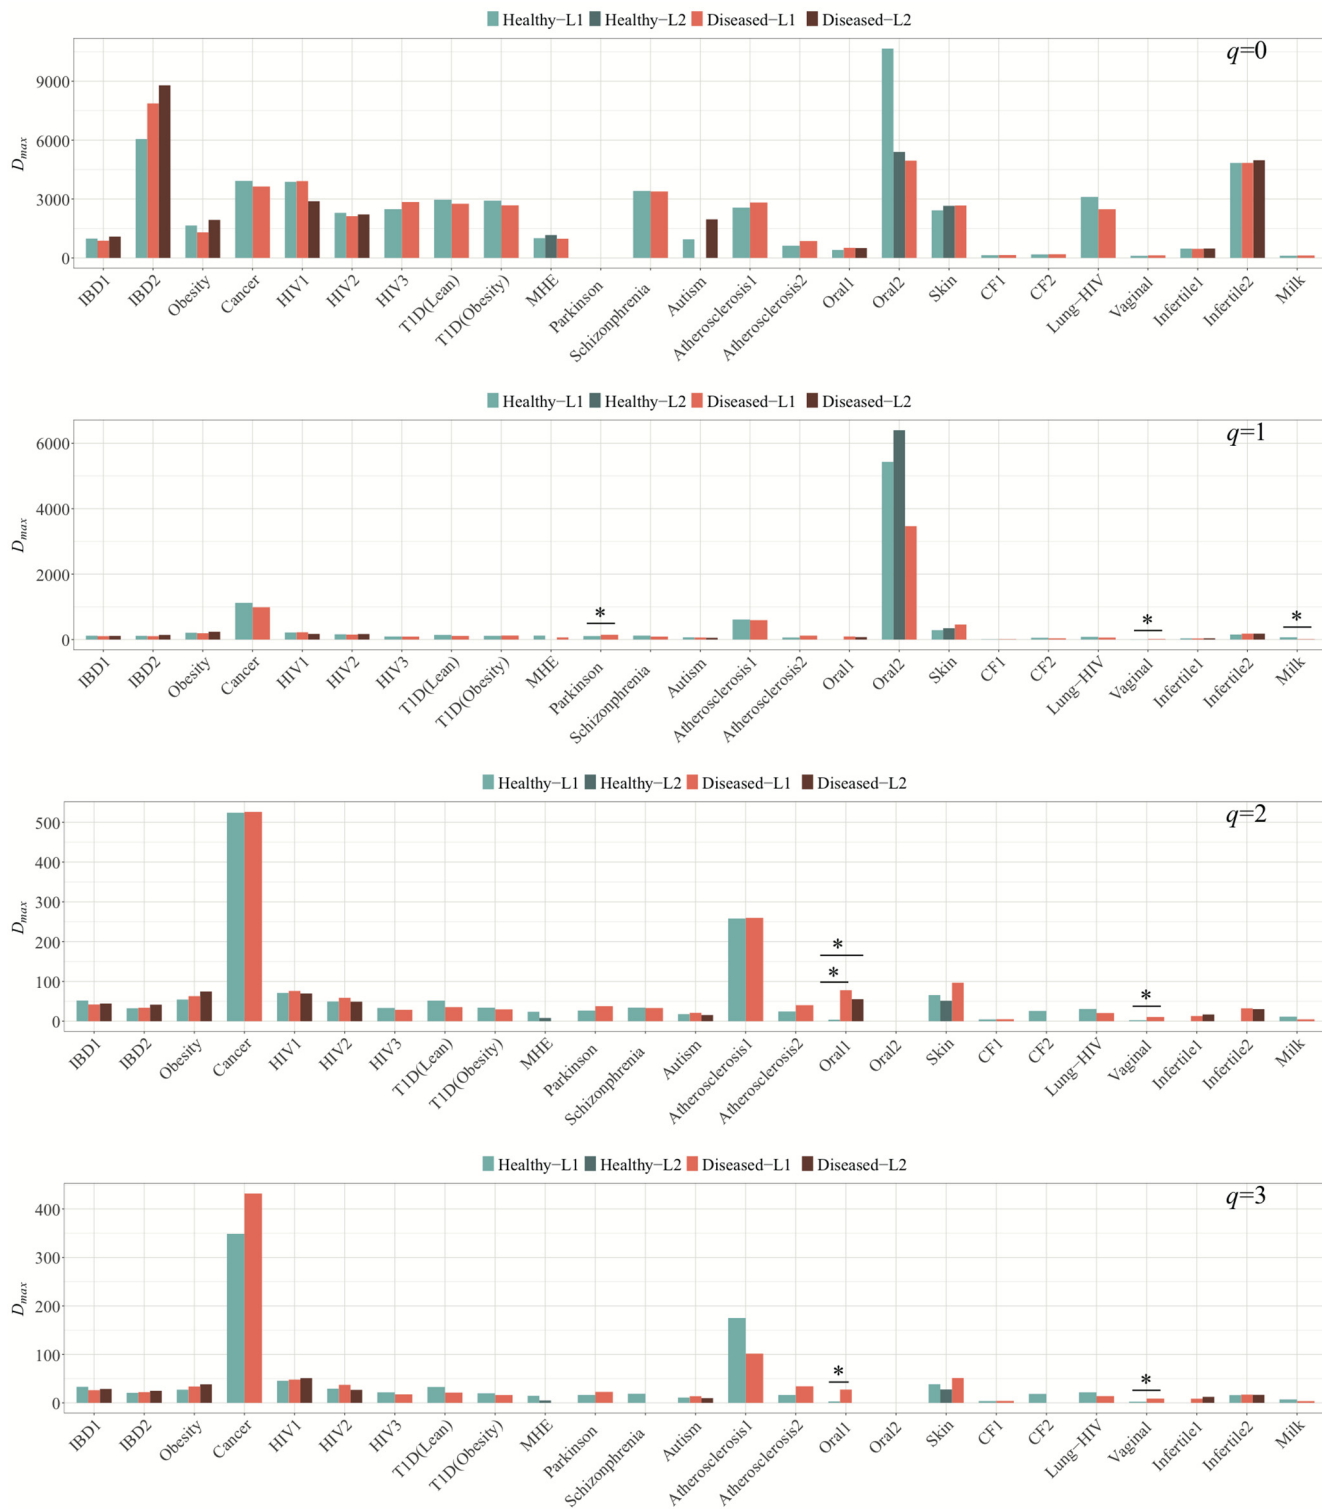 Healthy−L1 Healthy−L2 Diseased−L1 Diseased−L2
q=0
Dmax
9000
6000
3000
0
IBD1 IBD2 Obesity Cancer HIV1 HIV2 HIV3 T1D(Lean) T1D(Obesity) MHE Parkinson Schizonphrenia Autism Atherosclerosis1 Atherosclerosis2 Oral1 Oral2 Skin CF1 CF2 Lung−HIV Vaginal Infertile1 Infertile2 Milk
Healthy−L1 Healthy−L2 Diseased−L1 Diseased−L2
q=1
Dmax
6000
4000
2000
0
* * *
IBD1 IBD2 Obesity Cancer HIV1 HIV2 HIV3 T1D(Lean) T1D(Obesity) MHE Parkinson Schizonphrenia Autism Atherosclerosis1 Atherosclerosis2 Oral1 Oral2 Skin CF1 CF2 Lung−HIV Vaginal Infertile1 Infertile2 Milk
Healthy−L1 Healthy−L2 Diseased−L1 Diseased−L2
q=2
Dmax
500
400
300
200
100
0
*
* *
IBD1 IBD2 Obesity Cancer HIV1 HIV2 HIV3 T1D(Lean) T1D(Obesity) MHE Parkinson Schizonphrenia Autism Atherosclerosis1 Atherosclerosis2 Oral1 Oral2 Skin CF1 CF2 Lung−HIV Vaginal Infertile1 Infertile2 Milk
Healthy−L1 Healthy−L2 Diseased−L1 Diseased−L2
q=3
Dmax
400
300
200
100
0
* *
IBD1 IBD2 Obesity Cancer HIV1 HIV2 HIV3 T1D(Lean) T1D(Obesity) MHE Parkinson Schizonphrenia Autism Atherosclerosis1 Atherosclerosis2 Oral1 Oral2 Skin CF1 CF2 Lung−HIV Vaginal Infertile1 Infertile2 Milk